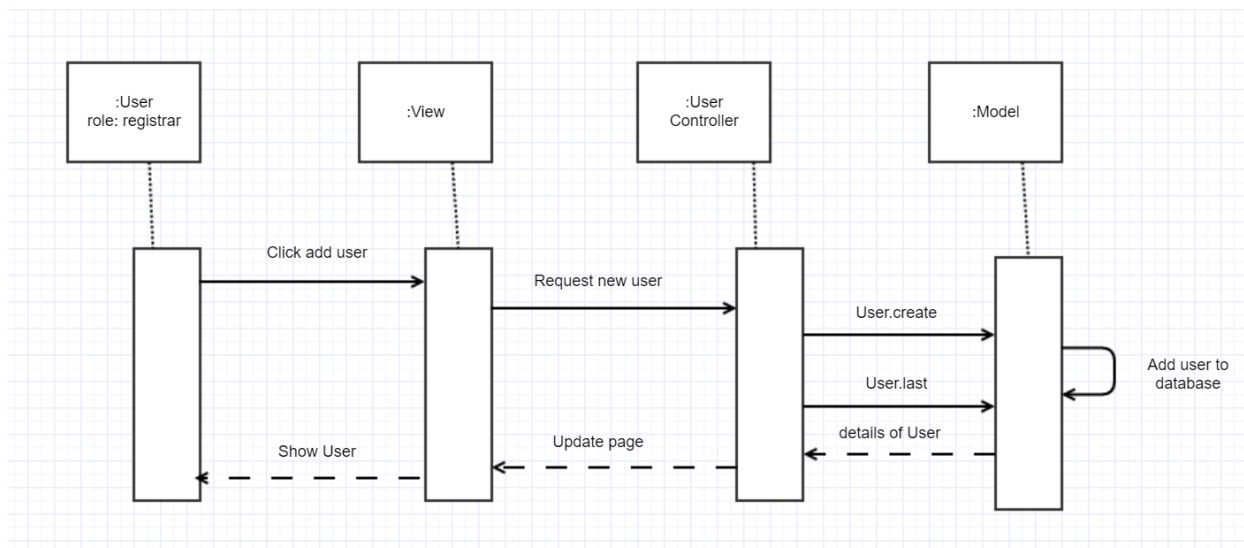 :User
role: registrar
:View
:User
Controller
:Model
Click add user
Request new user
User.create
Add user to
database
User.last
details of User
Update page
Show User